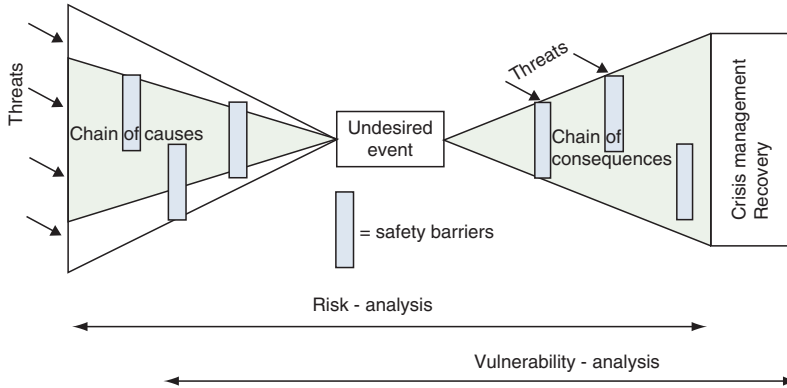 Threats
Chain of causes
Undesired
event
= safety barriers
Threats
Chain of
consequences
Crisis management
Recovery
Risk - analysis
Vulnerability - analysis